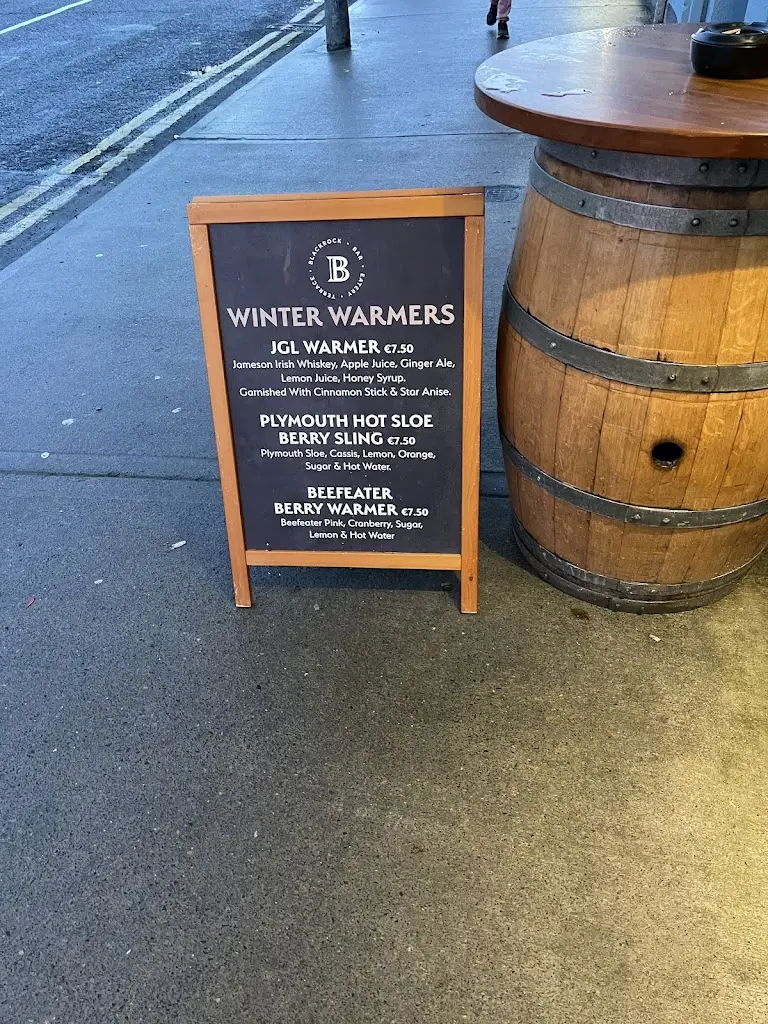 BLACKROCK • BAR • EATERY • TERRACE •
B
WINTER WARMERS
JGL WARMER €7.50
Jameson Irish Whiskey, Apple Juice, Ginger Ale,
Lemon Juice, Honey Syrup.
Garnished With Cinnamon Stick & Star Anise.
PLYMOUTH HOT SLOE
BERRY SLING €7.50
Plymouth Sloe, Cassis, Lemon, Orange,
Sugar & Hot Water.
BEEFEATER
BERRY WARMER €7.50
Beefeater Pink, Cranberry, Sugar,
Lemon & Hot Water